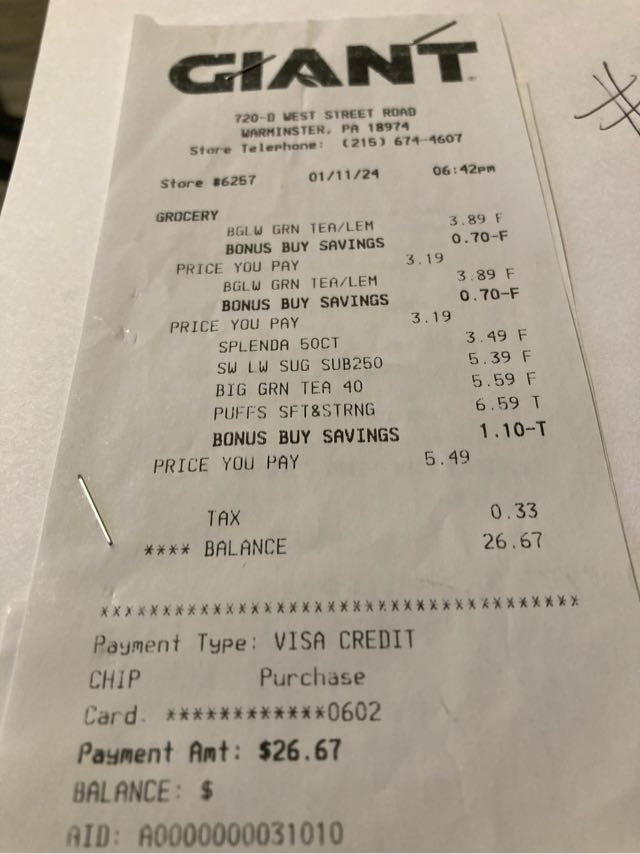 GIANT
720-D WEST STREET ROAD
WARMINSTER, PA 18974
Store Telephone: (215) 674-4607
Store #6257 01/11/24 06:42pm
GROCERY
BGLW GRN TEA/LEM 3.89 F
BONUS BUY SAVINGS 0.70-F
PRICE YOU PAY 3.19
BGLW GRN TEA/LEM 3.89 F
BONUS BUY SAVINGS 0.70-F
PRICE YOU PAY 3.19
SPLENDA 50CT 3.49 F
SW LW SUG SUB250 5.39 F
BIG GRN TEA 40 5.59 F
PUFFS SFT&STRNG 6.59 T
BONUS BUY SAVINGS 1.10-T
PRICE YOU PAY 5.49
TAX 0.33
**** BALANCE 26.67
****************************************
Payment Type: VISA CREDIT
CHIP Purchase
Card. ************0602
Payment Amt: $26.67
BALANCE: $
AID: A0000000031010